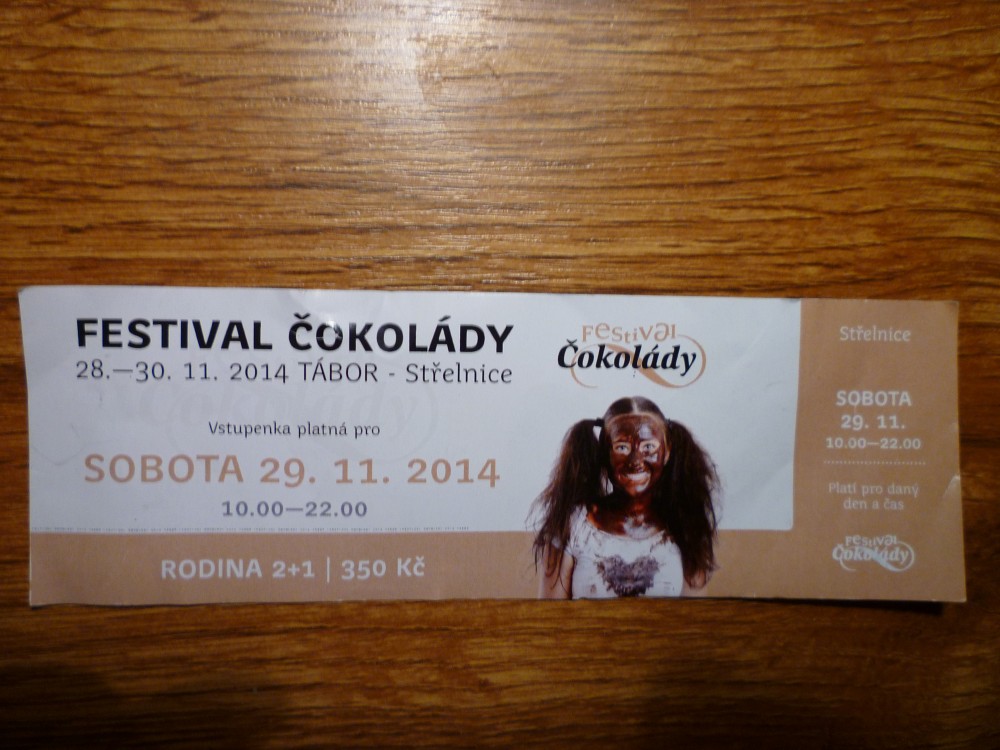 FESTIVAL ČOKOLÁDY
28.—30. 11. 2014 TÁBOR - Střelnice
Vstupenka platná pro
SOBOTA 29. 11. 2014
10.00—22.00
RODINA 2+1 | 350 Kč
Festival
Čokolády
Střelnice
SOBOTA
29. 11.
10.00—22.00
Platí pro daný
den a čas
Festival
Čokolády